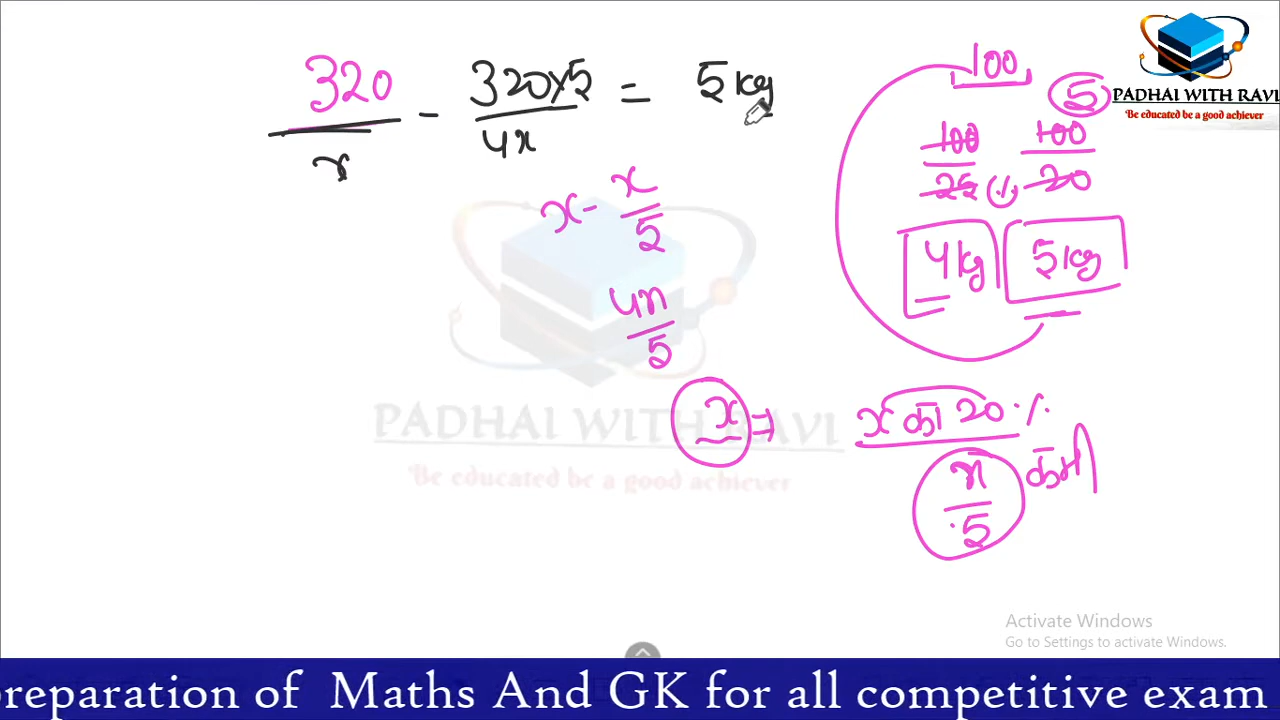 320/x - 320×5/4x = 5 kg
x - x/5
4x/5
x ⇒ x का 20 %
x/5 कमी
100
5
100/25 % 100/20
4 kg 5 kg
PADHAI WITH RAVI
"Be educated be a good achiever
PADHAI WITH RAVI
"Be educated be a good achiever
Activate Windows
Go to Settings to activate Windows.
preparation of Maths And GK for all competitive exam